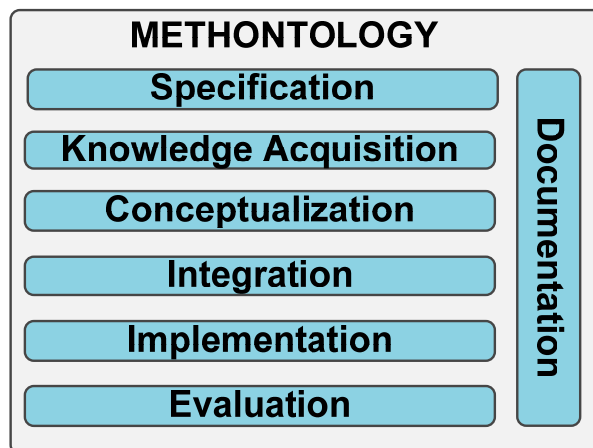 METHONTOLOGY
Specification
Knowledge Acquisition
Conceptualization
Integration
Implementation
Evaluation
Documentation